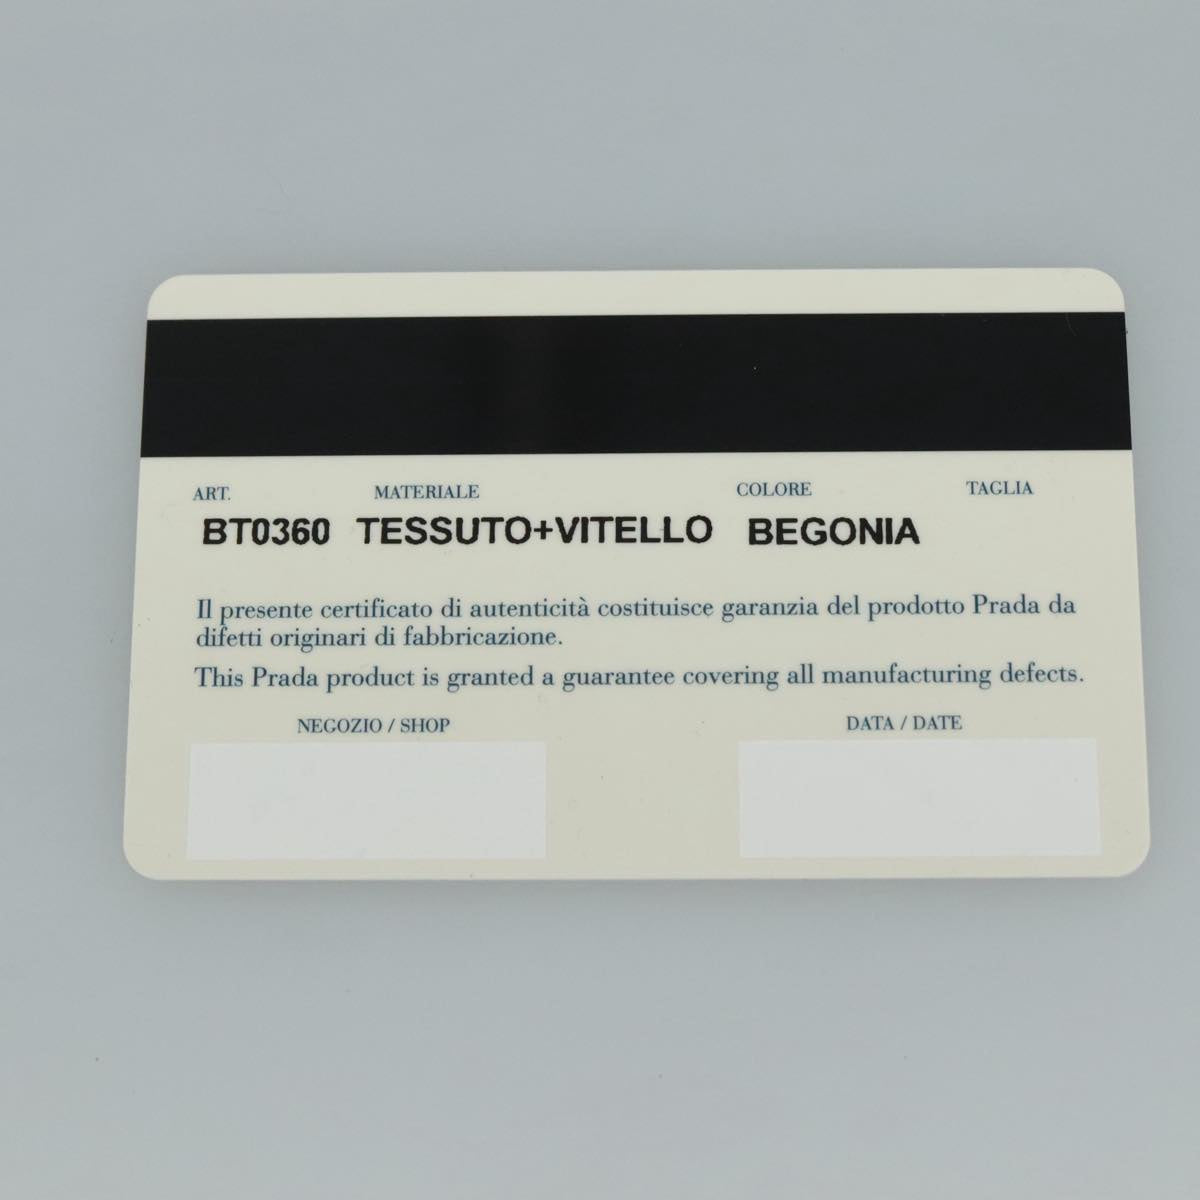 ART. MATERIALE COLORE TAGLIA
BT0360 TESSUTO+VITELLO BEGONIA
Il presente certificato di autenticità costituisce garanzia del prodotto Prada da
difetti originari di fabbricazione.
This Prada product is granted a guarantee covering all manufacturing defects.
NEGOZIO / SHOP DATA / DATE